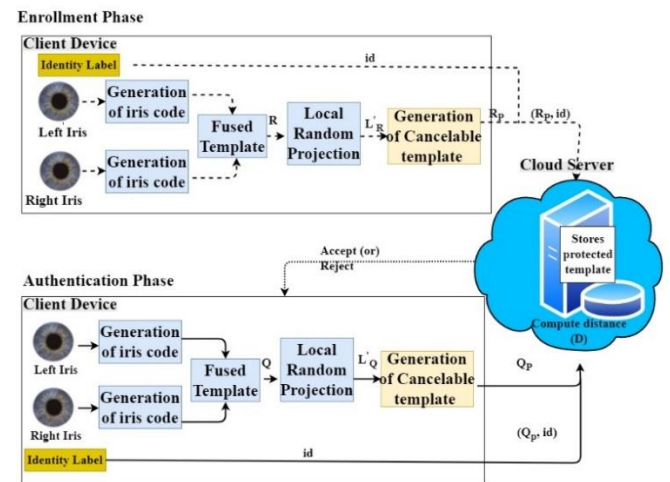 Enrollment Phase
Client Device
Identity Label
id
Generation
of iris code
Left Iris
Fused
Template
R
Local
Random
Projection
L'R
Generation
of Cancelable
template
RP
(RP, id)
Generation
of iris code
Right Iris
Cloud Server
Stores
protected
template
Compute distance
(D)
Accept (or)
Reject
Authentication Phase
Client Device
Generation
of iris code
Left Iris
Fused
Template
Q
Local
Random
Projection
L'Q
Generation
of Cancelable
template
QP
Generation
of iris code
Right Iris
(Qp, id)
Identity Label
id